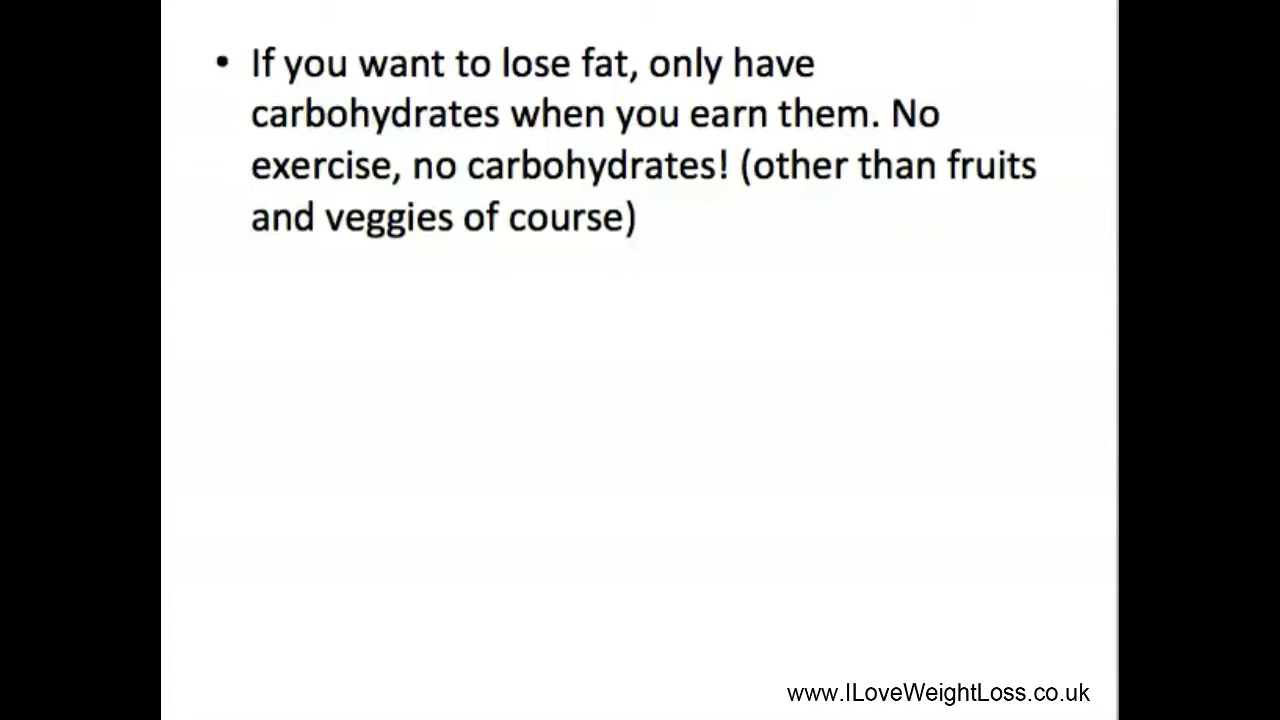 • If you want to lose fat, only have
carbohydrates when you earn them. No
exercise, no carbohydrates! (other than fruits
and veggies of course)
www.ILoveWeightLoss.co.uk